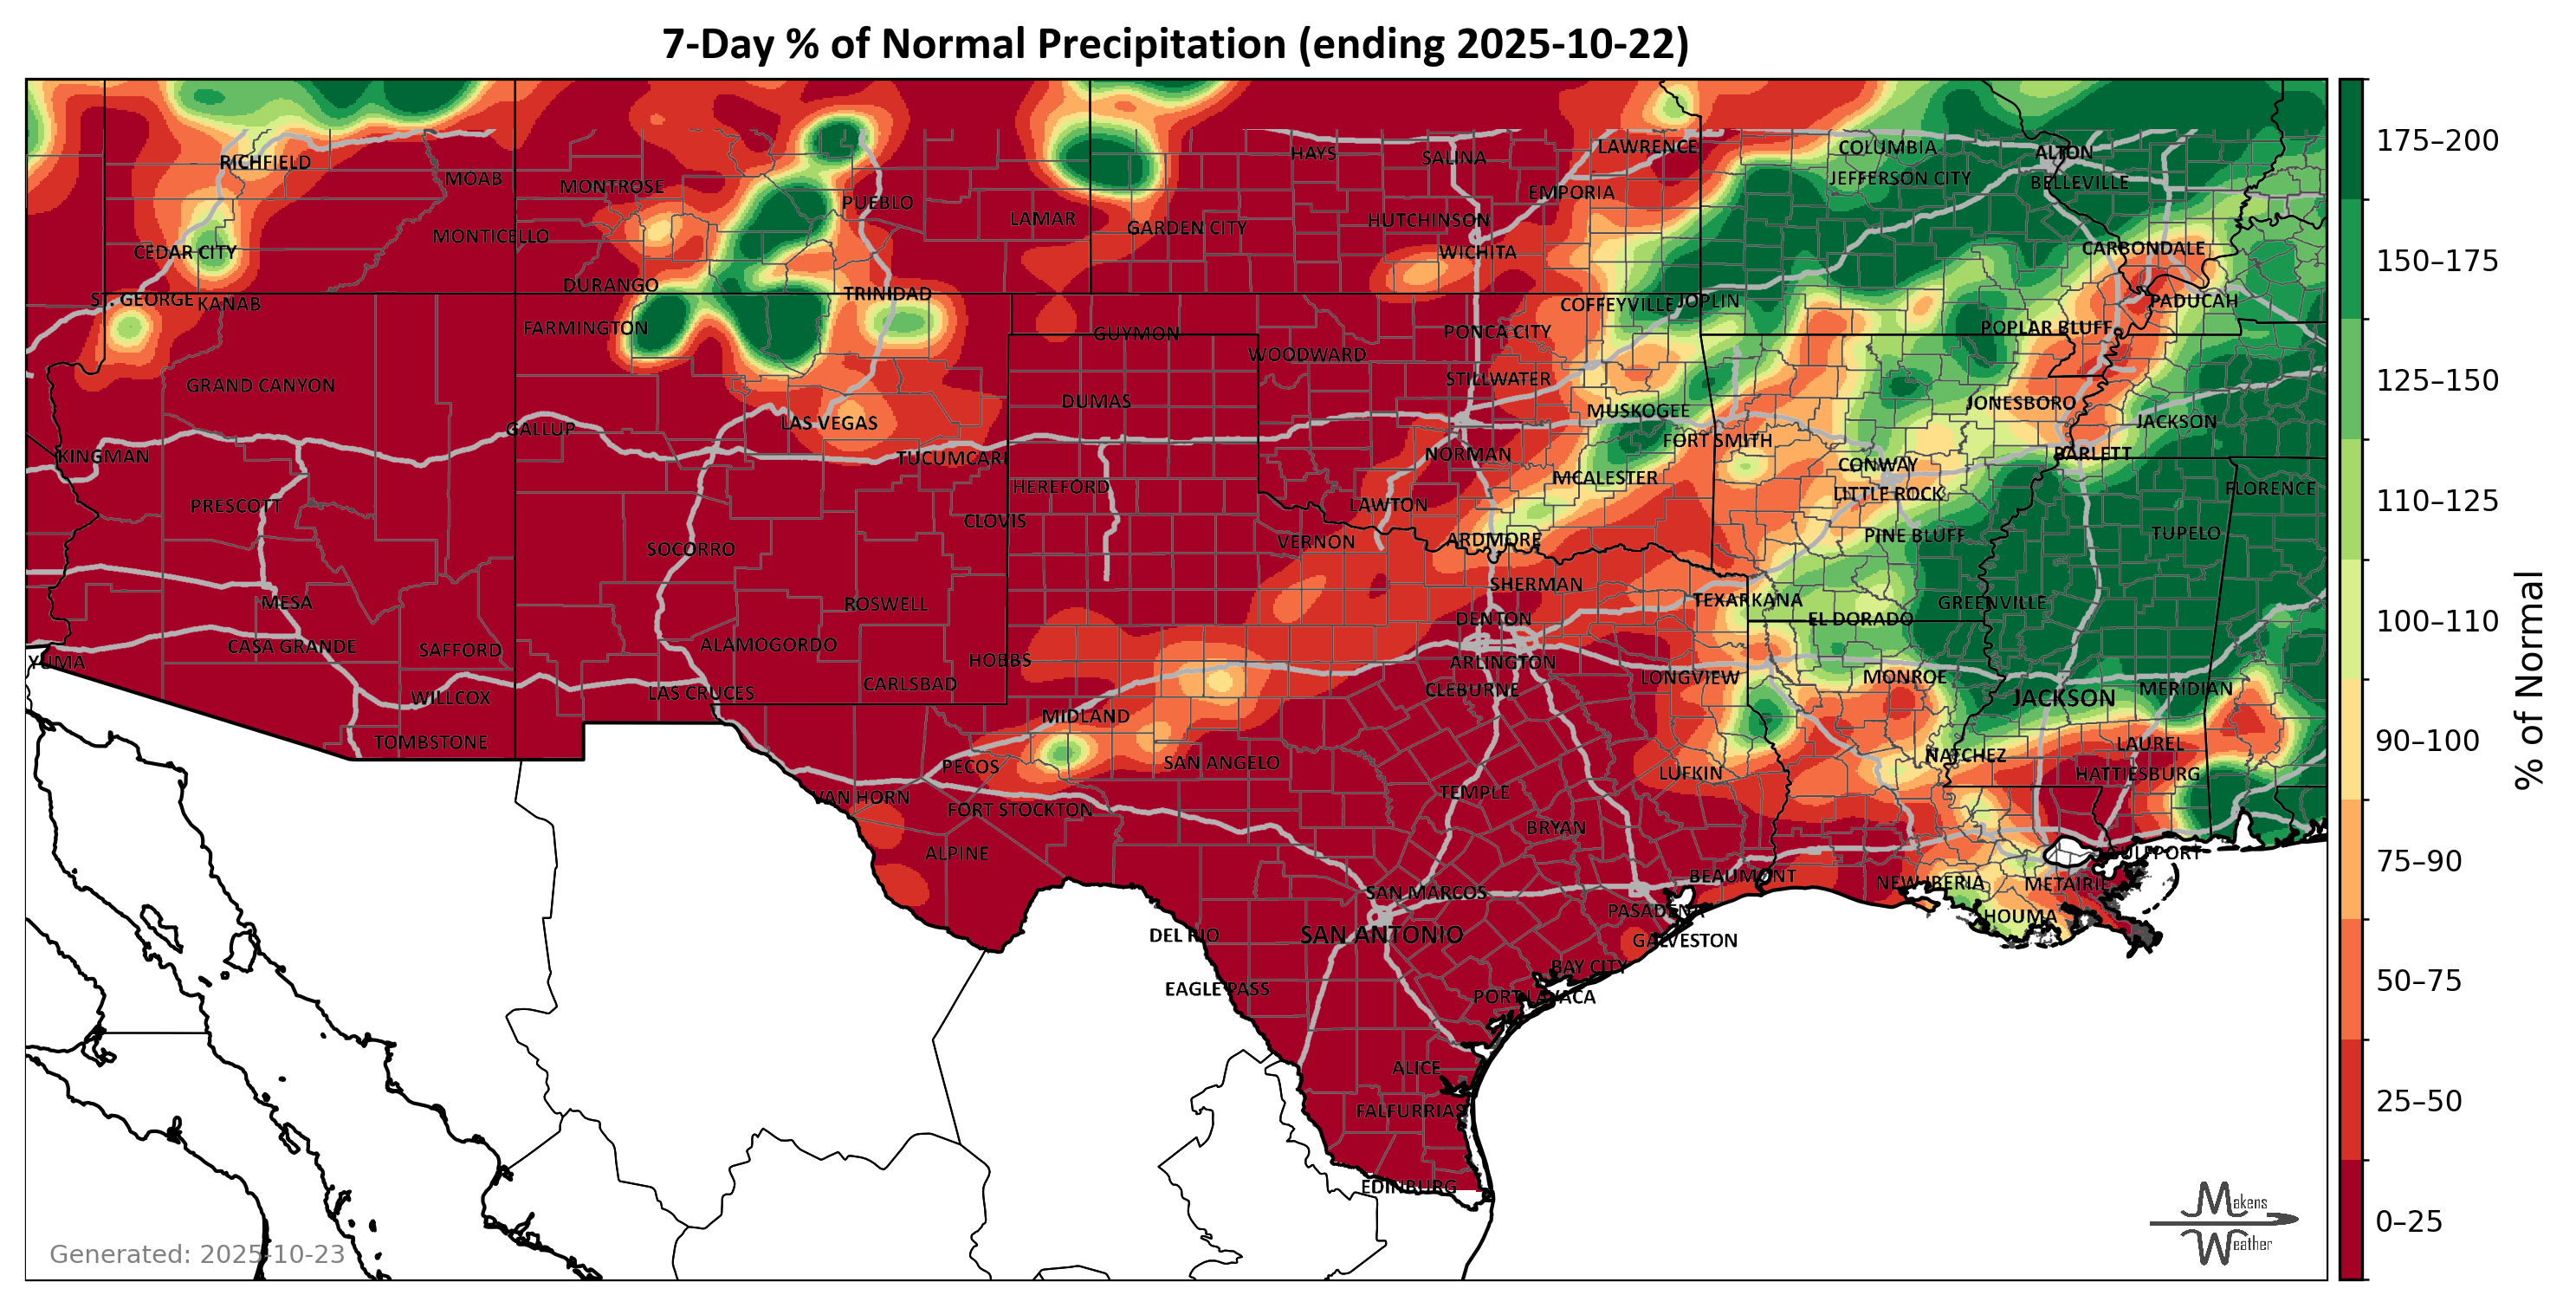 7-Day % of Normal Precipitation (ending 2025-10-22)
175–200
150–175
125–150
110–125
100–110
90–100
75–90
50–75
25–50
0–25
% of Normal
RICHFIELD
MOAB
MONTROSE
PUEBLO
LAMAR
HAYS
SALINA
LAWRENCE
EMPORIA
COLUMBIA
JEFFERSON CITY
ALTON
BELLEVILLE
CEDAR CITY
MONTICELLO
GARDEN CITY
HUTCHINSON
WICHITA
CARBONDALE
ST. GEORGE
KANAB
DURANGO
TRINIDAD
COFFEYVILLE
JOPLIN
PADUCAH
FARMINGTON
GUYMON
PONCA CITY
POPLAR BLUFF
WOODWARD
GRAND CANYON
DUMAS
STILLWATER
MUSKOGEE
JONESBORO
JACKSON
GALLUP
LAS VEGAS
FORT SMITH
KINGMAN
TUCUMCARI
NORMAN
CONWAY
BARLETT
PRESCOTT
HEREFORD
CLOVIS
LAWTON
MCALESTER
LITTLE ROCK
FLORENCE
SOCORRO
VERNON
ARDMORE
PINE BLUFF
TUPELO
MESA
ROSWELL
SHERMAN
TEXARKANA
GREENVILLE
CASA GRANDE
SAFFORD
ALAMOGORDO
HOBBS
DENTON
EL DORADO
YUMA
ARLINGTON
WILLCOX
LAS CRUCES
CARLSBAD
CLEBURNE
LONGVIEW
MONROE
JACKSON
MERIDIAN
TOMBSTONE
MIDLAND
PECOS
SAN ANGELO
LUFKIN
NATCHEZ
LAUREL
HATTIESBURG
VAN HORN
FORT STOCKTON
TEMPLE
BRYAN
ALPINE
GULFPORT
SAN MARCOS
BEAUMONT
NEW IBERIA
METAIRIE
PASADENA
HOUMA
DEL RIO
SAN ANTONIO
GALVESTON
BAY CITY
EAGLE PASS
PORT LAVACA
ALICE
FALFURRIAS
EDINBURG
Generated: 2025-10-23
Makens
Weather